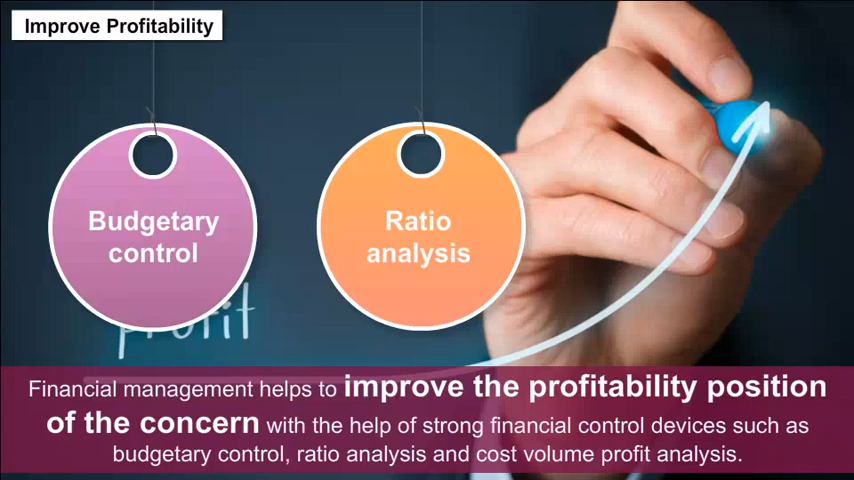 Improve Profitability
Budgetary
control
Ratio
analysis
profit
Financial management helps to improve the profitability position
of the concern with the help of strong financial control devices such as
budgetary control, ratio analysis and cost volume profit analysis.